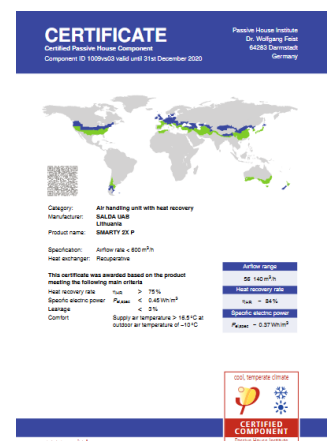 CERTIFICATE
Certified Passive House Component
Component ID 1009vs03 valid until 31st December 2020
Passive House Institute
Dr. Wolfgang Feist
64283 Darmstadt
Germany
Category: Air handling unit with heat recovery
Manufacturer: SALDA UAB
Lithuania
Product name: SMARTY 2X P
Specification: Airflow rate < 600 m³/h
Heat exchanger: Recuperative
This certificate was awarded based on the product
meeting the following main criteria
Heat recovery rate ηHR > 75 %
Specific electric power Pel,spec < 0.45 Wh/m³
Leakage < 3 %
Comfort Supply air temperature > 16.5 °C at
outdoor air temperature of −10 °C
Airflow range
58 140 m³/h
Heat recovery rate
ηHR = 84 %
Specific electric power
Pel,spec = 0.37 Wh/m³
cool, temperate climate
CERTIFIED
COMPONENT
Passive House Institute